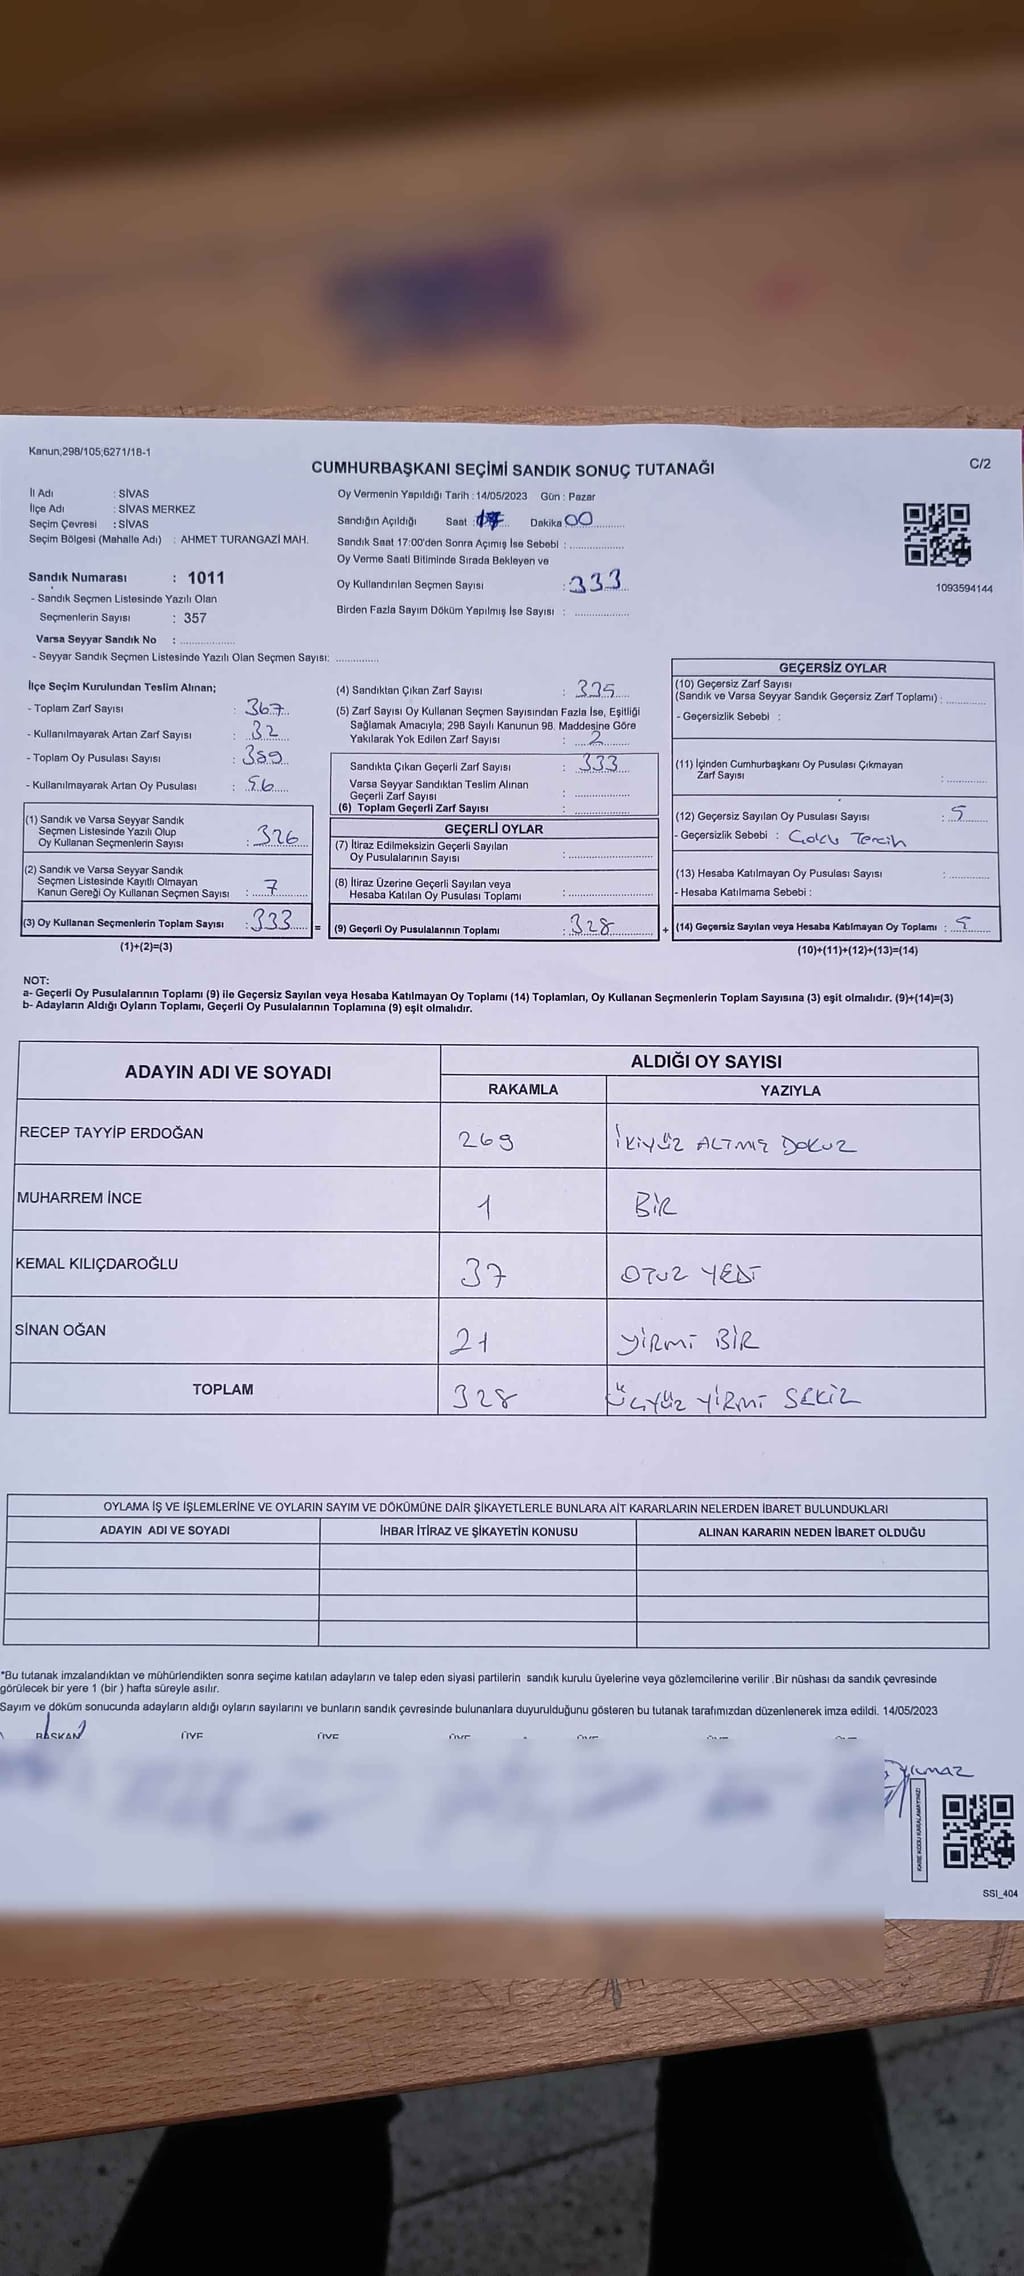 Kanun,298/105,6271/18-1
C/2
CUMHURBAŞKANI SEÇİMİ SANDIK SONUÇ TUTANAĞI
İl Adı : SİVAS
İlçe Adı : SİVAS MERKEZ
Seçim Çevresi : SİVAS
Seçim Bölgesi (Mahalle Adı) : AHMET TURANGAZİ MAH.
Sandık Numarası : 1011
- Sandık Seçmen Listesinde Yazılı Olan
Seçmenlerin Sayısı : 357
Varsa Seyyar Sandık No : ................
- Seyyar Sandık Seçmen Listesinde Yazılı Olan Seçmen Sayısı: .............
Oy Vermenin Yapıldığı Tarih : 14/05/2023 Gün : Pazar
Sandığın Açıldığı Saat : 17 Dakika 00
Sandık Saat 17:00'den Sonra Açımış İse Sebebi : ................
Oy Verme Saati Bitiminde Sırada Bekleyen ve
Oy Kullandırılan Seçmen Sayısı : 333
Birden Fazla Sayım Döküm Yapılmış İse Sayısı : ................
1093594144
İlçe Seçim Kurulundan Teslim Alınan;
- Toplam Zarf Sayısı : 367
- Kullanılmayarak Artan Zarf Sayısı : 32
- Toplam Oy Pusulası Sayısı : 389
- Kullanılmayarak Artan Oy Pusulası : 56
(1) Sandık ve Varsa Seyyar Sandık
Seçmen Listesinde Yazılı Olup
Oy Kullanan Seçmenlerin Sayısı : 326
(2) Sandık ve Varsa Seyyar Sandık
Seçmen Listesinde Kayıtlı Olmayan
Kanun Gereği Oy Kullanan Seçmen Sayısı : 7
(3) Oy Kullanan Seçmenlerin Toplam Sayısı : 333 =
(1)+(2)=(3)
(4) Sandıktan Çıkan Zarf Sayısı : 335
(5) Zarf Sayısı Oy Kullanan Seçmen Sayısından Fazla İse, Eşitliği
Sağlamak Amacıyla; 298 Sayılı Kanunun 98. Maddesine Göre
Yakılarak Yok Edilen Zarf Sayısı : 2
Sandıkta Çıkan Geçerli Zarf Sayısı : 333
Varsa Seyyar Sandıktan Teslim Alınan
Geçerli Zarf Sayısı : ................
(6) Toplam Geçerli Zarf Sayısı : ................
GEÇERLİ OYLAR
(7) İtiraz Edilmeksizin Geçerli Sayılan
Oy Pusulalarının Sayısı : ................
(8) İtiraz Üzerine Geçerli Sayılan veya
Hesaba Katılan Oy Pusulası Toplamı : ................
(9) Geçerli Oy Pusulalarının Toplamı : 328 +
GEÇERSİZ OYLAR
(10) Geçersiz Zarf Sayısı
(Sandık ve Varsa Seyyar Sandık Geçersiz Zarf Toplamı) : ............
- Geçersizlik Sebebi :
(11) İçinden Cumhurbaşkanı Oy Pusulası Çıkmayan
Zarf Sayısı : ............
(12) Geçersiz Sayılan Oy Pusulası Sayısı : 5
- Geçersizlik Sebebi : Çoklu Tercih
(13) Hesaba Katılmayan Oy Pusulası Sayısı : ............
- Hesaba Katılmama Sebebi :
(14) Geçersiz Sayılan veya Hesaba Katılmayan Oy Toplamı : 5
(10)+(11)+(12)+(13)=(14)
NOT:
a- Geçerli Oy Pusulalarının Toplamı (9) ile Geçersiz Sayılan veya Hesaba Katılmayan Oy Toplamı (14) Toplamları, Oy Kullanan Seçmenlerin Toplam Sayısına (3) eşit olmalıdır. (9)+(14)=(3)
b- Adayların Aldığı Oyların Toplamı, Geçerli Oy Pusulalarının Toplamına (9) eşit olmalıdır.
ADAYIN ADI VE SOYADI ALDIĞI OY SAYISI
RAKAMLA YAZIYLA
RECEP TAYYİP ERDOĞAN 269 İKİYÜZ ALTMIŞ DOKUZ
MUHARREM İNCE 1 BİR
KEMAL KILIÇDAROĞLU 37 OTUZ YEDİ
SİNAN OĞAN 21 YİRMİ BİR
TOPLAM 328 ÜÇYÜZ YİRMİ SEKİZ
OYLAMA İŞ VE İŞLEMLERİNE VE OYLARIN SAYIM VE DÖKÜMÜNE DAİR ŞİKAYETLERLE BUNLARA AİT KARARLARIN NELERDEN İBARET BULUNDUKLARI
ADAYIN ADI VE SOYADI İHBAR İTİRAZ VE ŞİKAYETİN KONUSU ALINAN KARARIN NEDEN İBARET OLDUĞU
*Bu tutanak imzalandıktan ve mühürlendikten sonra seçime katılan adayların ve talep eden siyasi partilerin sandık kurulu üyelerine veya gözlemcilerine verilir .Bir nüshası da sandık çevresinde
görülecek bir yere 1 (bir ) hafta süreyle asılır.
Sayım ve döküm sonucunda adayların aldığı oyların sayılarını ve bunların sandık çevresinde bulunanlara duyurulduğunu gösteren bu tutanak tarafımızdan düzenlenerek imza edildi. 14/05/2023
BAŞKAN ÜYE ÜYE ÜYE ÜYE
YILMAZ
KARE KODU KARALAMAYINIZ!
SSI_404